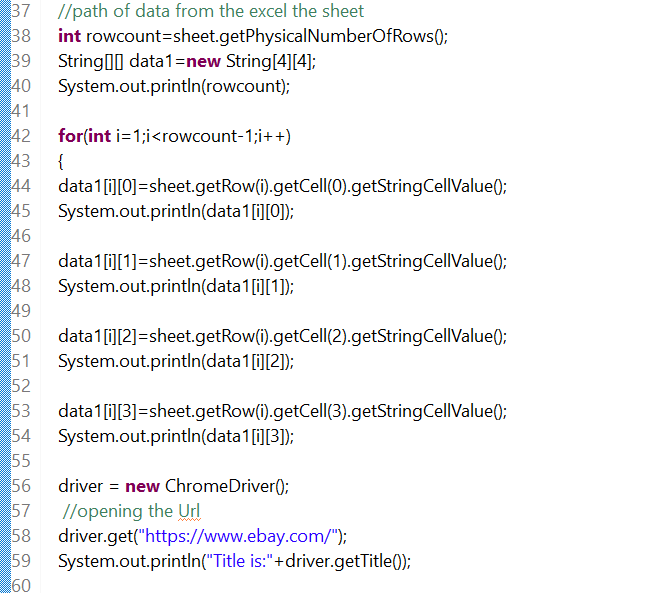 37 //path of data from the excel the sheet
38 int rowcount=sheet.getPhysicalNumberOfRows();
39 String[][] data1=new String[4][4];
40 System.out.println(rowcount);
41
42 for(int i=1;i<rowcount-1;i++)
43 {
44 data1[i][0]=sheet.getRow(i).getCell(0).getStringCellValue();
45 System.out.println(data1[i][0]);
46
47 data1[i][1]=sheet.getRow(i).getCell(1).getStringCellValue();
48 System.out.println(data1[i][1]);
49
50 data1[i][2]=sheet.getRow(i).getCell(2).getStringCellValue();
51 System.out.println(data1[i][2]);
52
53 data1[i][3]=sheet.getRow(i).getCell(3).getStringCellValue();
54 System.out.println(data1[i][3]);
55
56 driver = new ChromeDriver();
57 //opening the Url
58 driver.get("https://www.ebay.com/");
59 System.out.println("Title is:"+driver.getTitle());
60